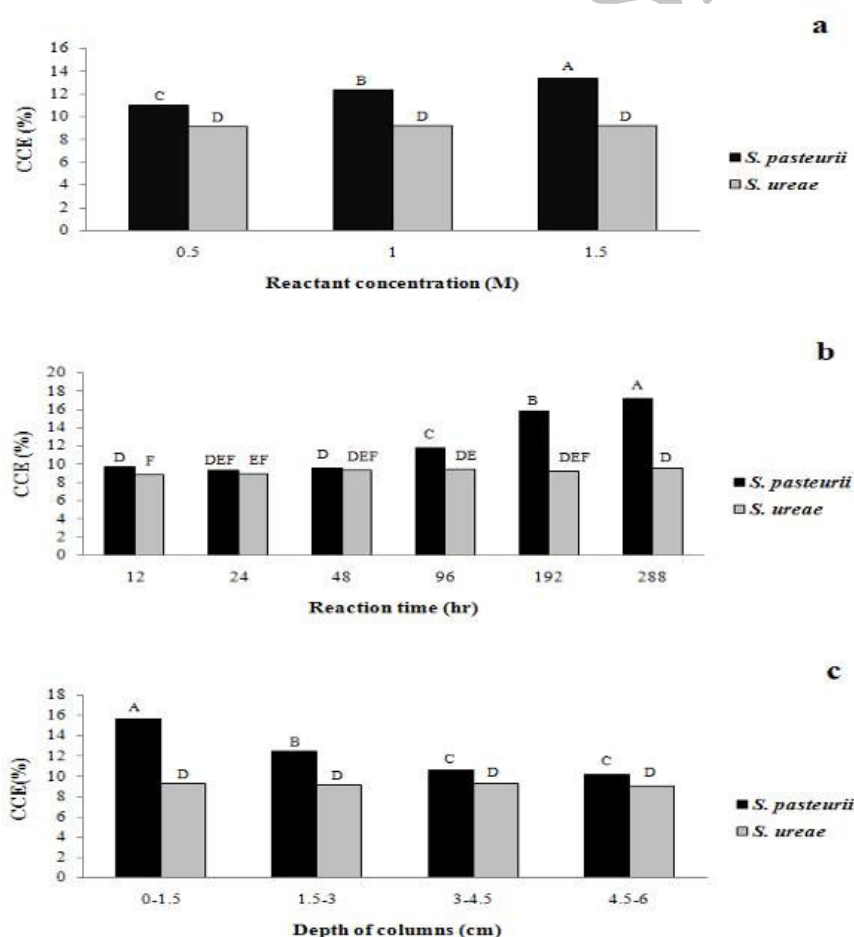 a
16
14
12
10
8
6
4
2
0
CCE (%)
C
D
B
D
A
D
0.5 1 1.5
Reactant concentration (M)
S. pasteurii
S. ureae
b
20
18
16
14
12
10
8
6
4
2
0
CCE (%)
D
F
DEF
EF
D
DEF
C
DE
B
DEF
A
D
12 24 48 96 192 288
Reaction time (hr)
S. pasteurii
S. ureae
c
18
16
14
12
10
8
6
4
2
0
CCE(%)
A
D
B
D
C
D
C
D
0-1.5 1.5-3 3-4.5 4.5-6
Depth of columns (cm)
S. pasteurii
S. ureae